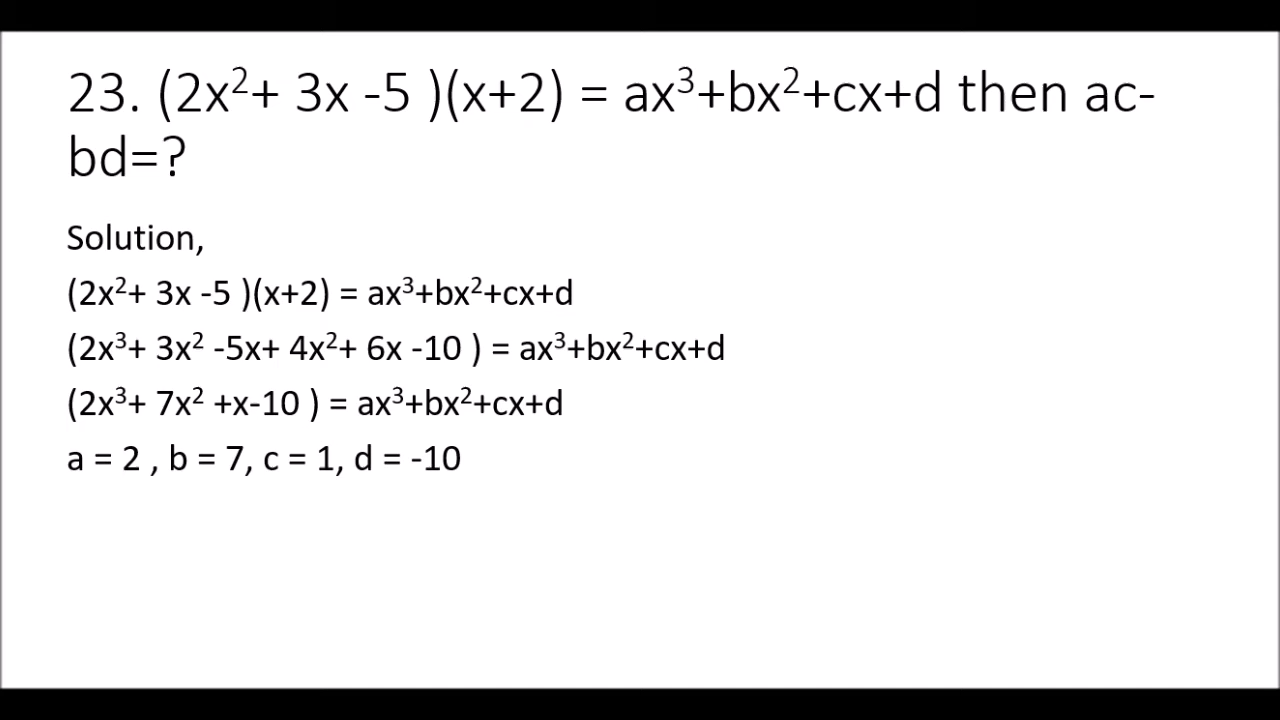 23. (2x²+ 3x -5 )(x+2) = ax³+bx²+cx+d then ac-
bd=?
Solution,
(2x²+ 3x -5 )(x+2) = ax³+bx²+cx+d
(2x³+ 3x² -5x+ 4x²+ 6x -10 ) = ax³+bx²+cx+d
(2x³+ 7x² +x-10 ) = ax³+bx²+cx+d
a = 2 , b = 7, c = 1, d = -10